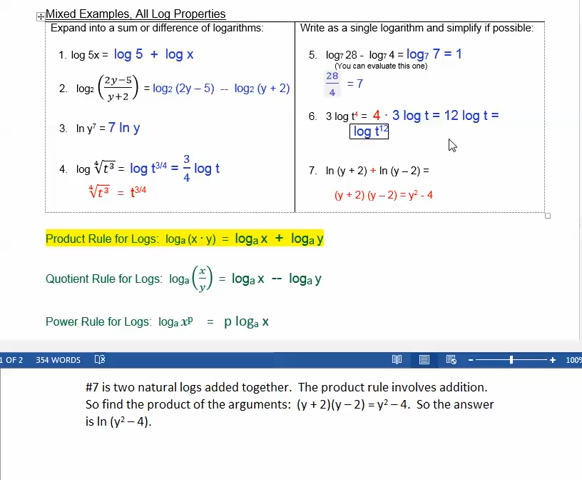 Mixed Examples, All Log Properties
Expand into a sum or difference of logarithms:
1. log 5x = log 5 + log x
2. log₂ ((2y−5)/(y+2)) = log₂ (2y − 5) -- log₂ (y + 2)
3. ln y⁷ = 7 ln y
4. log ∜t³ = log t^3/4 = 3/4 log t
∜t³ = t^3/4
Write as a single logarithm and simplify if possible:
5. log₇ 28 - log₇ 4 = log₇ 7 = 1
(You can evaluate this one)
28/4 = 7
6. 3 log t⁴ = 4 · 3 log t = 12 log t =
log t¹²
7. ln (y + 2) + ln (y − 2) =
(y + 2) (y − 2) = y² - 4
Product Rule for Logs: logₐ (x · y) = logₐ x + logₐ y
Quotient Rule for Logs: logₐ (x/y) = logₐ x -- logₐ y
Power Rule for Logs: logₐ xᵖ = p logₐ x
1 OF 2 354 WORDS 100%
#7 is two natural logs added together. The product rule involves addition.
So find the product of the arguments: (y + 2)(y − 2) = y² − 4. So the answer
is ln (y² − 4).